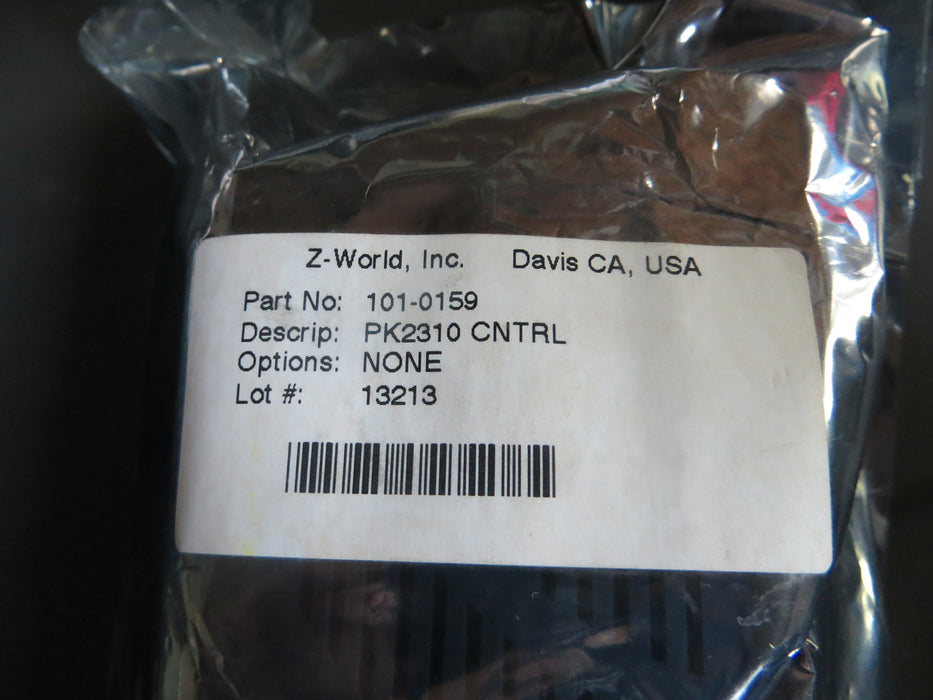 Z-World, Inc. Davis CA, USA
Part No: 101-0159
Descrip: PK2310 CNTRL
Options: NONE
Lot #: 13213